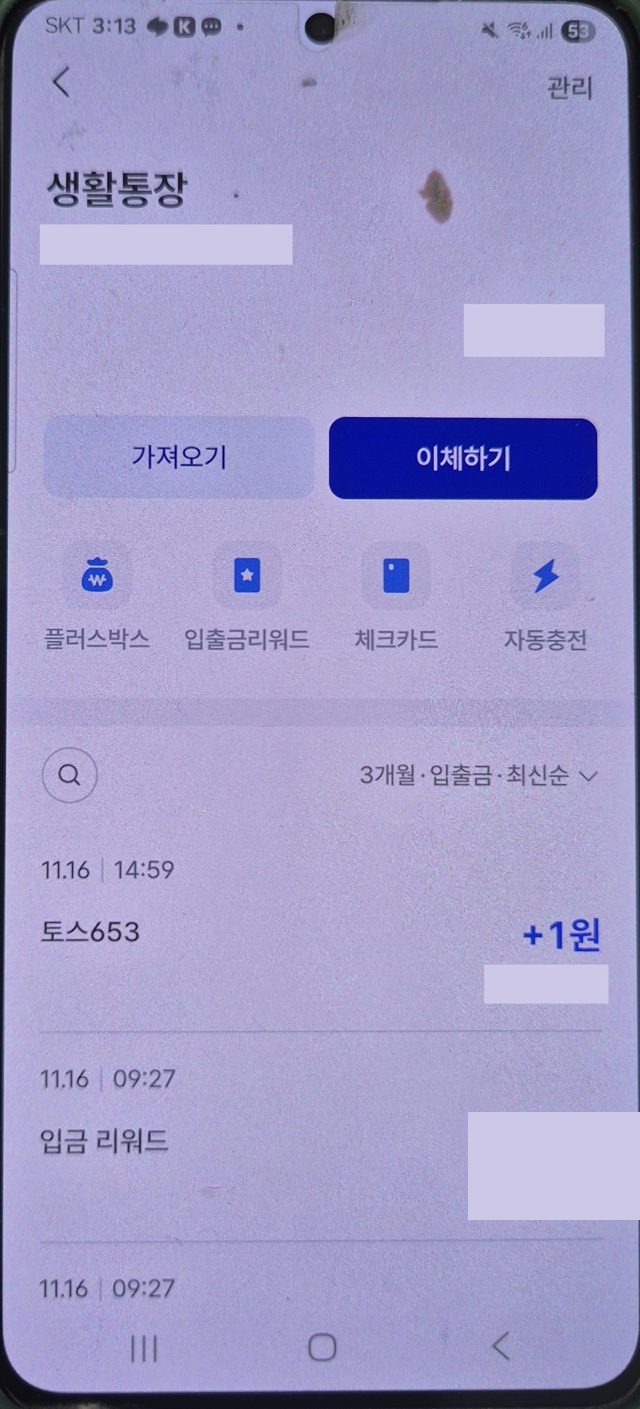 SKT 3:13 K 53
관리
생활통장
가져오기 이체하기
₩
플러스박스 입출금리워드 체크카드 자동충전
3개월·입출금·최신순
11.16 | 14:59
토스653 +1원
11.16 | 09:27
입금 리워드
11.16 | 09:27